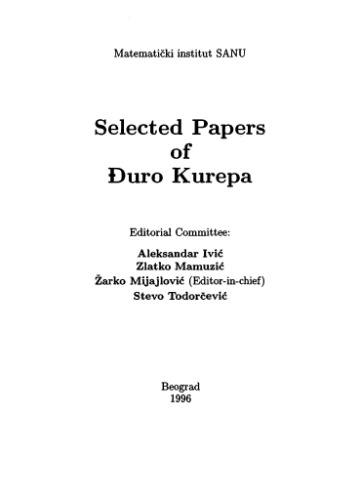 Matematički institut SANU
Selected Papers
of
Đuro Kurepa
Editorial Committee:
Aleksandar Ivić
Zlatko Mamuzić
Žarko Mijajlović (Editor-in-chief)
Stevo Todorčević
Beograd
1996